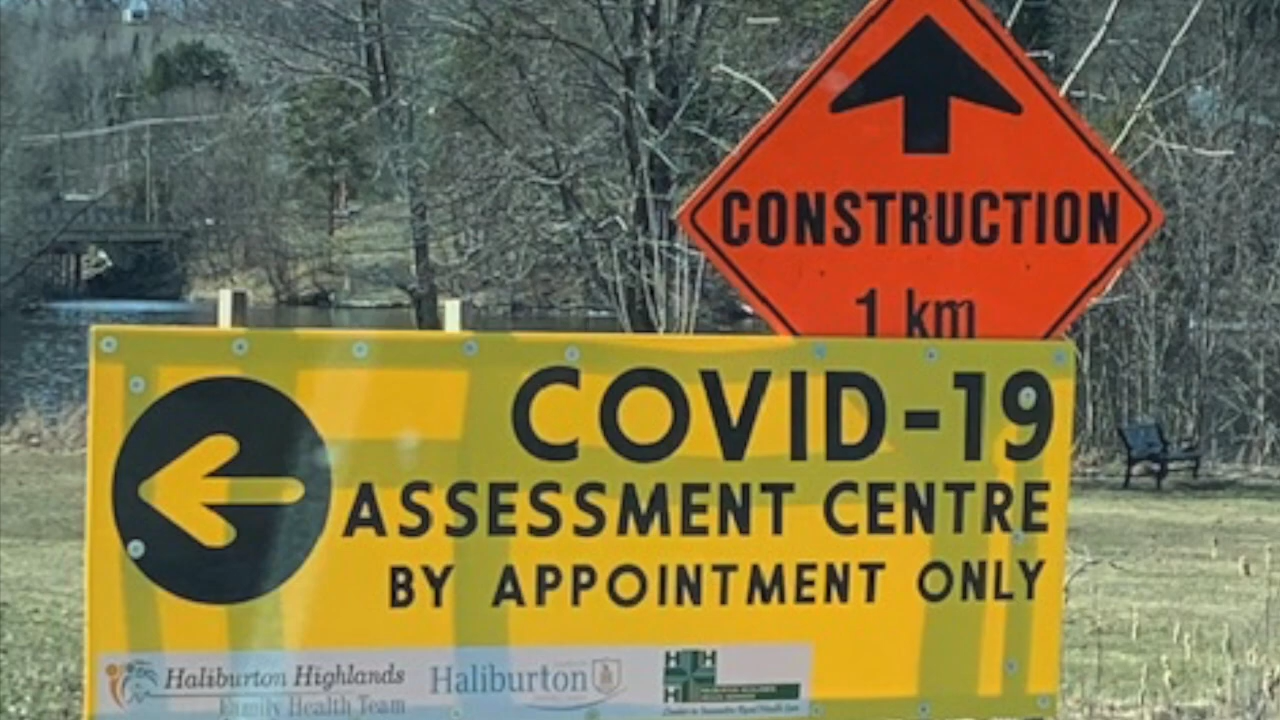 CONSTRUCTION
1 km
COVID-19
ASSESSMENT CENTRE
BY APPOINTMENT ONLY
Haliburton Highlands
Family Health Team
Haliburton
H H
H S